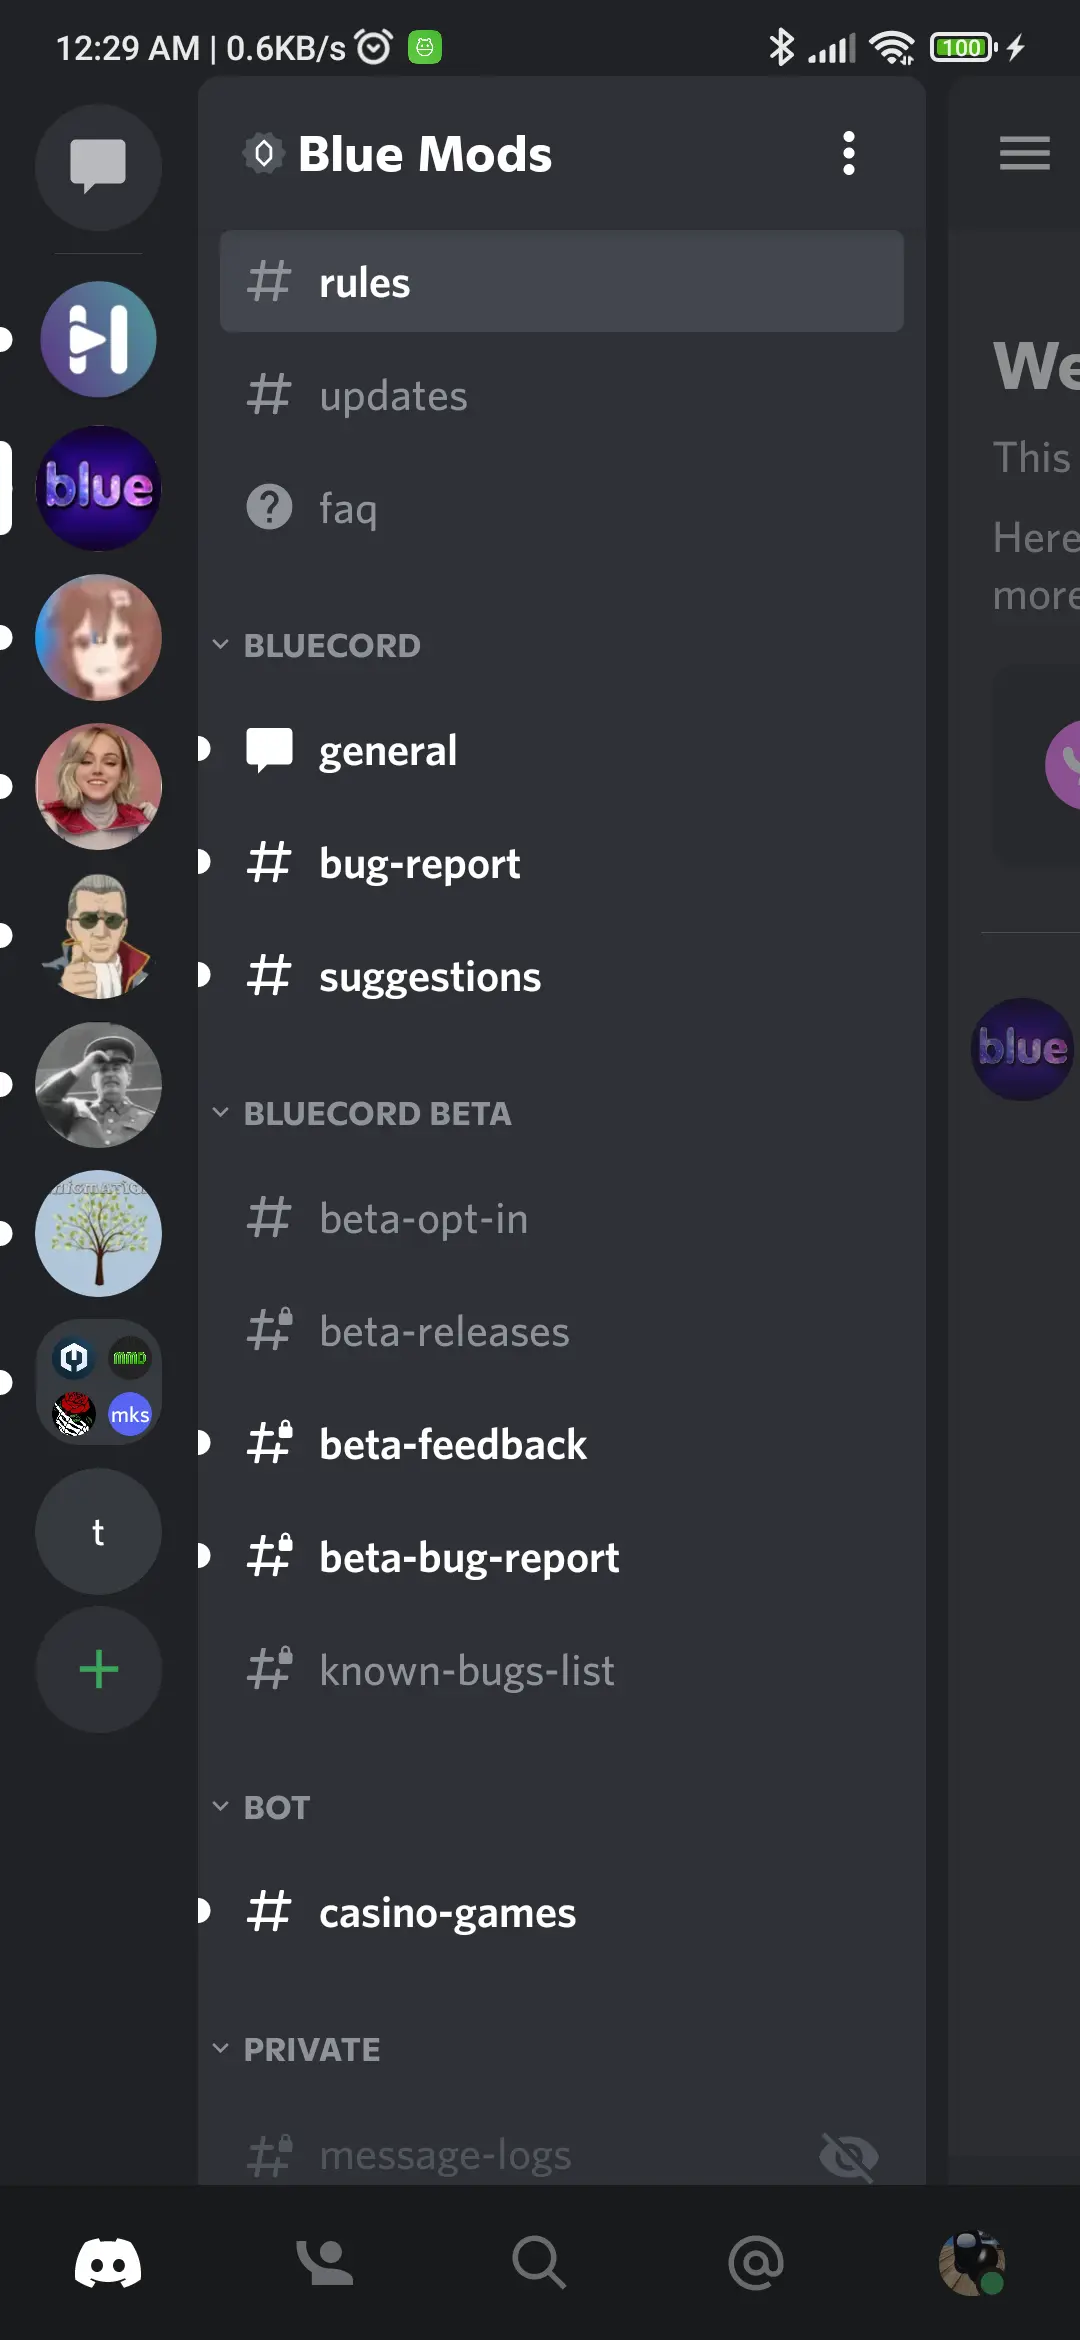 12:29 AM | 0.6KB/s
100
Blue Mods
rules
updates
faq
BLUECORD
general
bug-report
suggestions
BLUECORD BETA
beta-opt-in
beta-releases
beta-feedback
beta-bug-report
known-bugs-list
BOT
casino-games
PRIVATE
message-logs
blue
mmd
mks
t
We
This
Here
more
blue